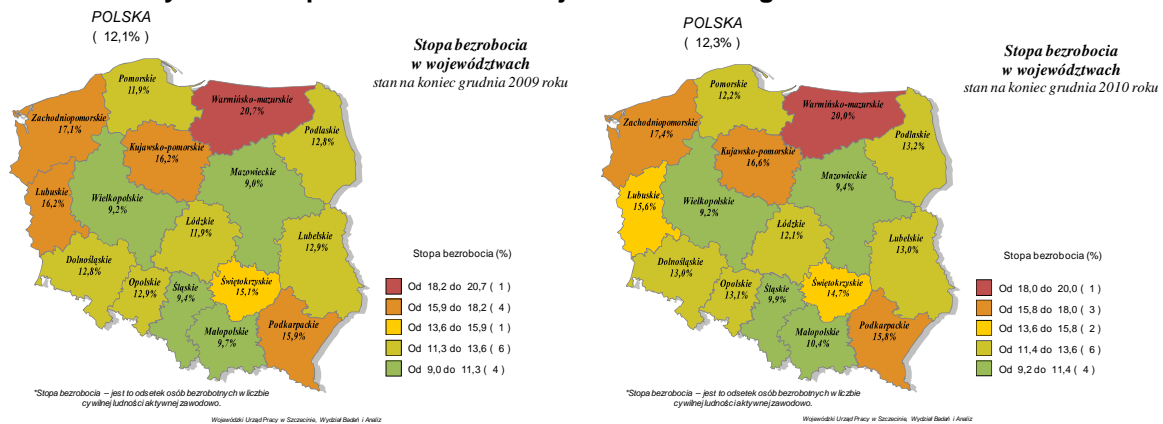 POLSKA
( 12,1%)
Stopa bezrobocia
w województwach
stan na koniec grudnia 2009 roku
Pomorskie
11,9%
Warmińsko-mazurskie
20,7%
Zachodniopomorskie
17,1%
Podlaskie
12,8%
Kujawsko-pomorskie
16,2%
Mazowieckie
9,0%
Lubuskie
16,2%
Wielkopolskie
9,2%
Łódzkie
11,9%
Lubelskie
12,9%
Dolnośląskie
12,8%
Opolskie
12,9%
Śląskie
9,4%
Świętokrzyskie
15,1%
Małopolskie
9,7%
Podkarpackie
15,9%
Stopa bezrobocia (%)
Od 18,2 do 20,7 ( 1 )
Od 15,9 do 18,2 ( 4 )
Od 13,6 do 15,9 ( 1 )
Od 11,3 do 13,6 ( 6 )
Od 9,0 do 11,3 ( 4 )
*Stopa bezrobocia – jest to odsetek osób bezrobotnych w liczbie
cywilnej ludności aktywnej zawodowo.
Wojewódzki Urząd Pracy w Szczecinie, Wydział Badań i Analiz
POLSKA
( 12,3%)
Stopa bezrobocia
w województwach
stan na koniec grudnia 2010 roku
Pomorskie
12,2%
Warmińsko-mazurskie
20,0%
Zachodniopomorskie
17,4%
Podlaskie
13,2%
Kujawsko-pomorskie
16,6%
Mazowieckie
9,4%
Lubuskie
15,6%
Wielkopolskie
9,2%
Łódzkie
12,1%
Lubelskie
13,0%
Dolnośląskie
13,0%
Opolskie
13,1%
Śląskie
9,9%
Świętokrzyskie
14,7%
Małopolskie
10,4%
Podkarpackie
15,8%
Stopa bezrobocia (%)
Od 18,0 do 20,0 ( 1 )
Od 15,8 do 18,0 ( 3 )
Od 13,6 do 15,8 ( 2 )
Od 11,4 do 13,6 ( 6 )
Od 9,2 do 11,4 ( 4 )
*Stopa bezrobocia – jest to odsetek osób bezrobotnych w liczbie
cywilnej ludności aktywnej zawodowo.
Wojewódzki Urząd Pracy w Szczecinie, Wydział Badań i Analiz